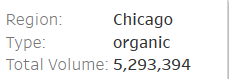 Region: Chicago
Type: organic
Total Volume: 5,293,394